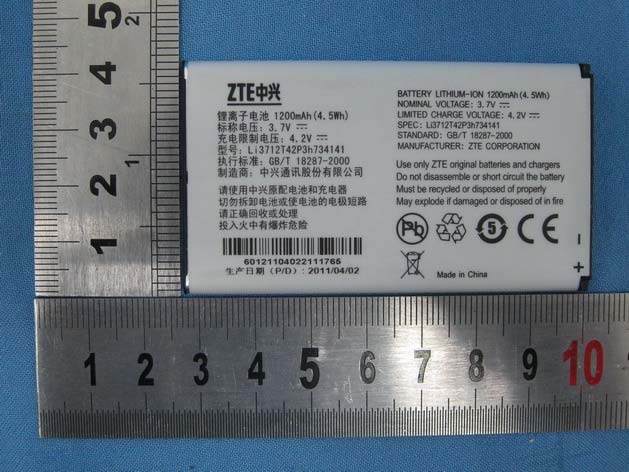 ZTE中兴
锂离子电池 1200mAh(4.5Wh)
标称电压: 3.7V
充电限制电压: 4.2V
型号: Li3712T42P3h734141
执行标准: GB/T 18287-2000
制造商: 中兴通讯股份有限公司
请使用中兴原配电池和充电器
切勿拆卸电池或使电池的电极短路
请正确回收或处理
投入火中有爆炸危险
60121104022111765
生产日期 (P/D): 2011/04/02
BATTERY LITHIUM-ION 1200mAh(4.5Wh)
NOMINAL VOLTAGE: 3.7V
LIMITED CHARGE VOLTAGE: 4.2V
SPEC: Li3712T42P3h734141
STANDARD: GB/T 18287-2000
MANUFACTURER: ZTE CORPORATION
Use only ZTE original batteries and chargers
Do not disassemble or short circuit the battery
Must be recycled or disposed of properly
May explode if damaged or disposed of in fire
Pb 5 CE
Made in China
−
+
1 2 3 4 5
2
1
1 2 3 4 5 6 7 8 9 10